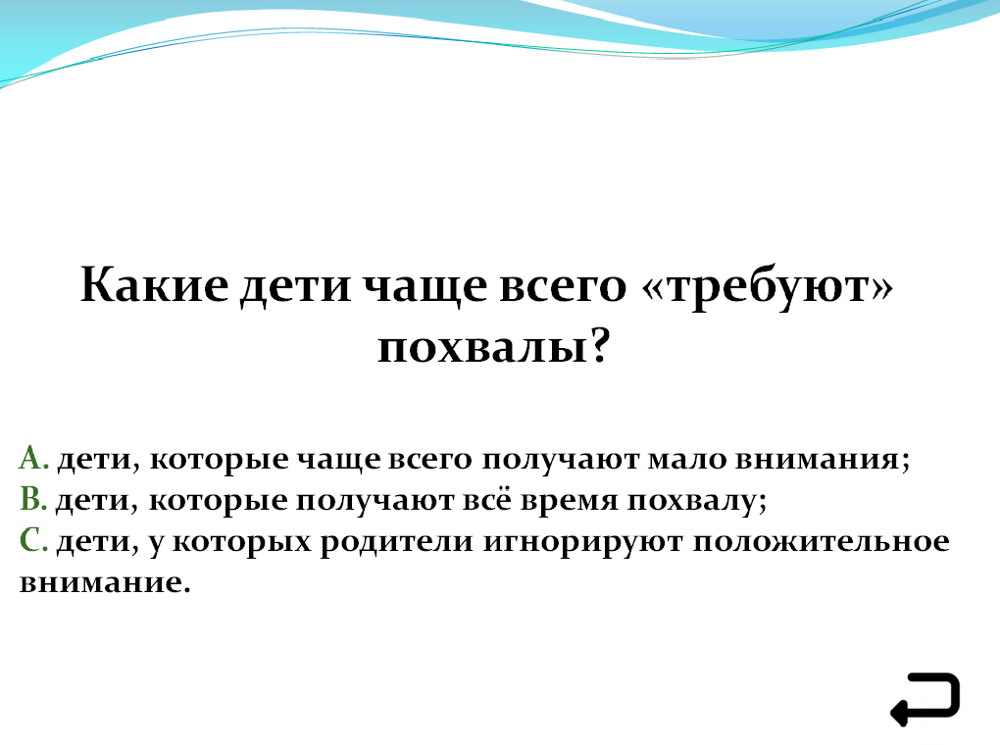 Какие дети чаще всего «требуют»
похвалы?
А. дети, которые чаще всего получают мало внимания;
В. дети, которые получают всё время похвалу;
С. дети, у которых родители игнорируют положительное
внимание.